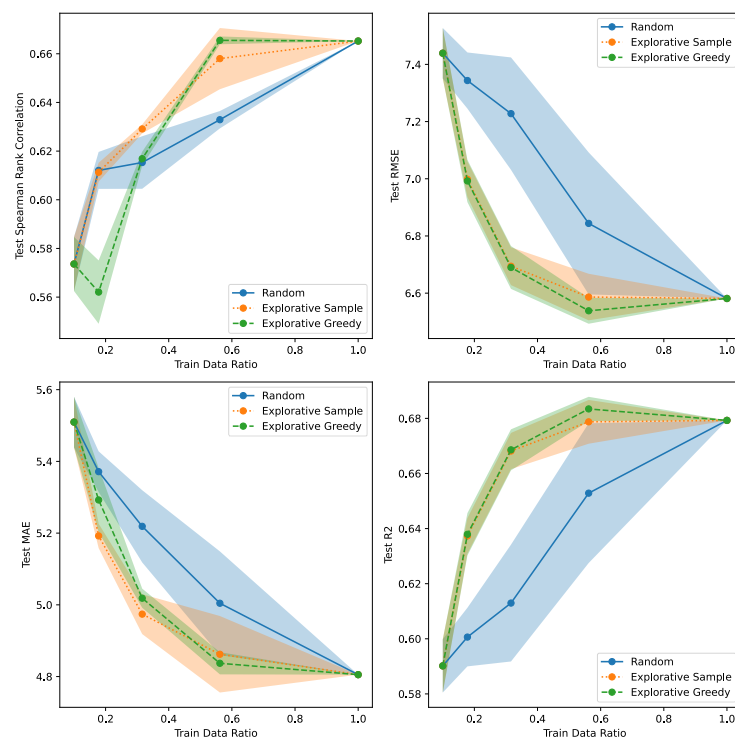 Test Spearman Rank Correlation
0.66
0.64
0.62
0.60
0.58
0.56
Random
Explorative Sample
Explorative Greedy
0.2 0.4 0.6 0.8 1.0
Train Data Ratio
Test RMSE
7.4
7.2
7.0
6.8
6.6
Random
Explorative Sample
Explorative Greedy
0.2 0.4 0.6 0.8 1.0
Train Data Ratio
Test MAE
5.6
5.4
5.2
5.0
4.8
Random
Explorative Sample
Explorative Greedy
0.2 0.4 0.6 0.8 1.0
Train Data Ratio
Test R2
0.68
0.66
0.64
0.62
0.60
0.58
Random
Explorative Sample
Explorative Greedy
0.2 0.4 0.6 0.8 1.0
Train Data Ratio